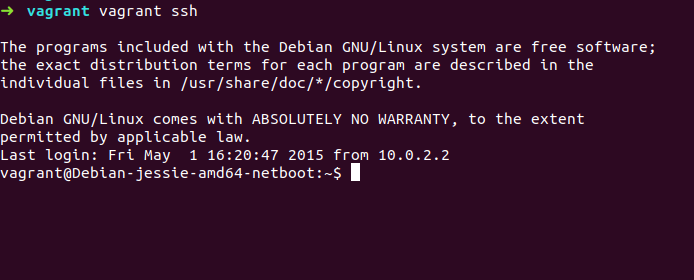 ➜ vagrant vagrant ssh
The programs included with the Debian GNU/Linux system are free software;
the exact distribution terms for each program are described in the
individual files in /usr/share/doc/*/copyright.
Debian GNU/Linux comes with ABSOLUTELY NO WARRANTY, to the extent
permitted by applicable law.
Last login: Fri May  1 16:20:47 2015 from 10.0.2.2
vagrant@Debian-jessie-amd64-netboot:~$